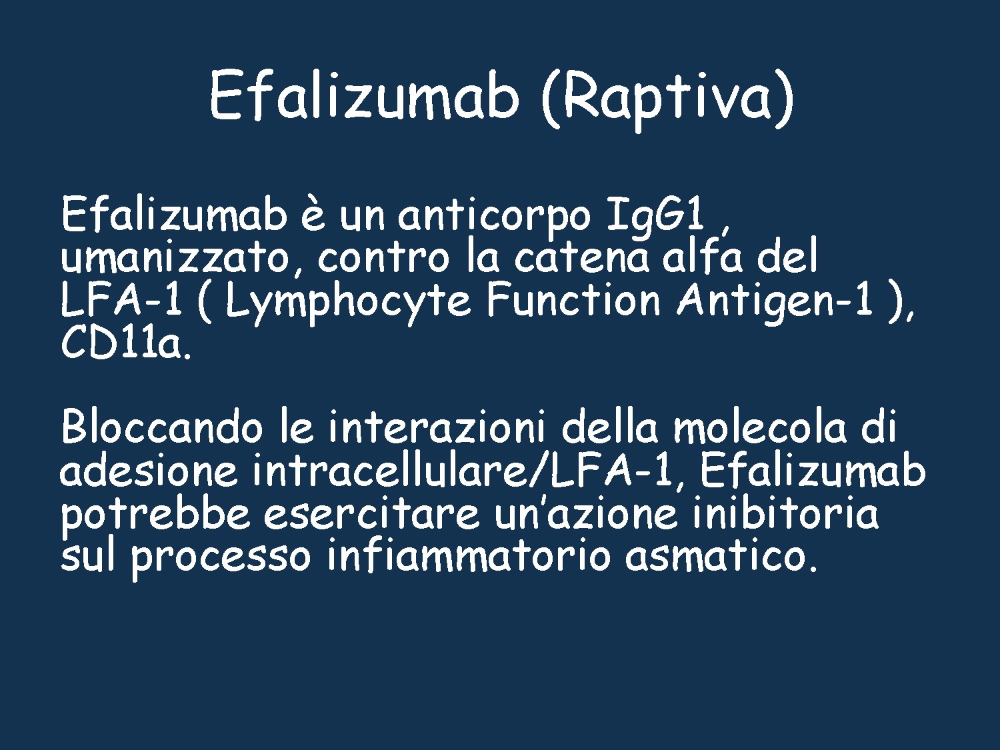 Efalizumab (Raptiva)
Efalizumab è un anticorpo IgG1 ,
umanizzato, contro la catena alfa del
LFA-1 ( Lymphocyte Function Antigen-1 ),
CD11a.
Bloccando le interazioni della molecola di
adesione intracellulare/LFA-1, Efalizumab
potrebbe esercitare un’azione inibitoria
sul processo infiammatorio asmatico.